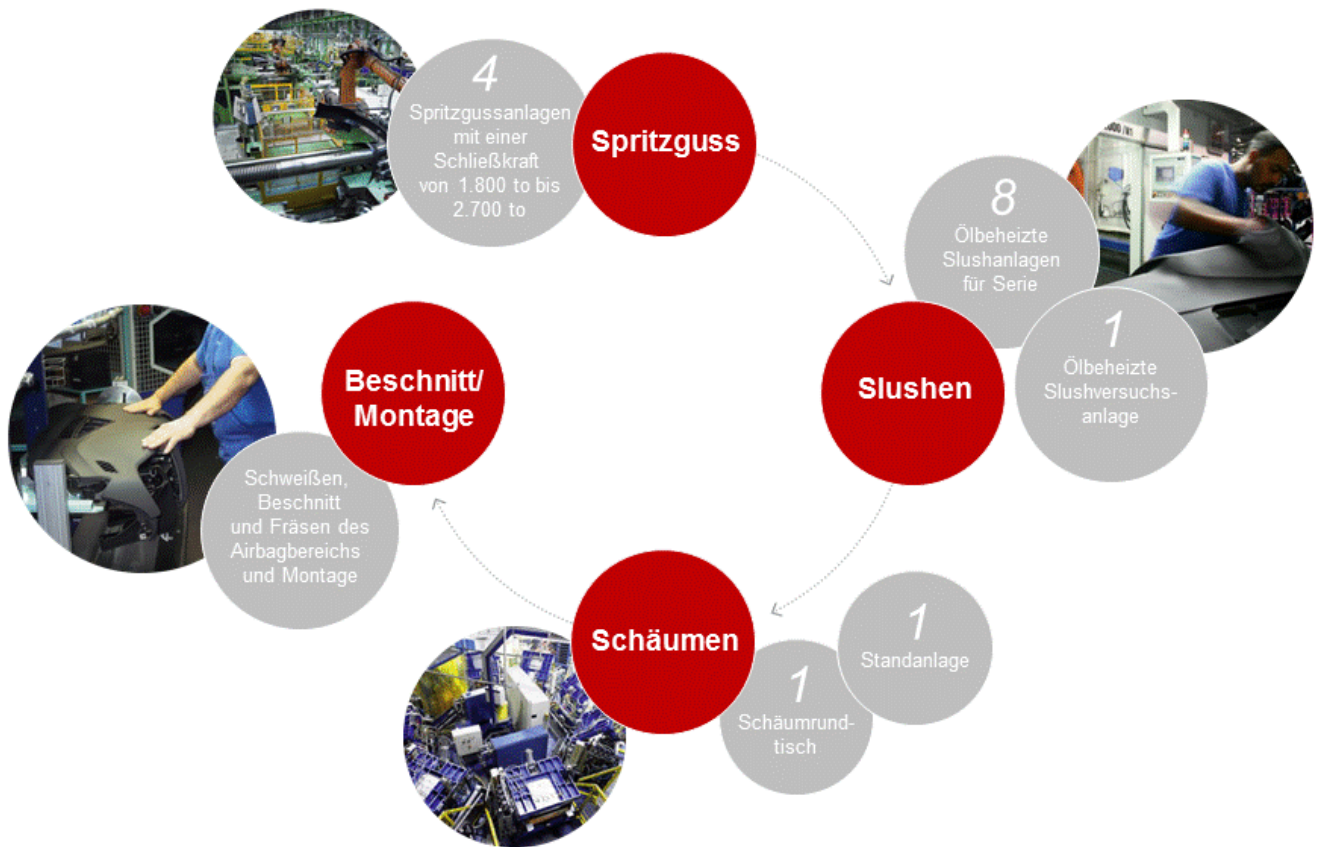 4
Spritzgussanlagen
mit einer
Schließkraft
von 1.800 to bis
2.700 to
Spritzguss
8
Ölbeheizte
Slushanlagen
für Serie
1
Ölbeheizte
Slushversuchs-
anlage
Slushen
Beschnitt/
Montage
Schweißen,
Beschnitt
und Fräsen des
Airbagbereichs
und Montage
Schäumen
1
Standanlage
1
Schäumrund-
tisch